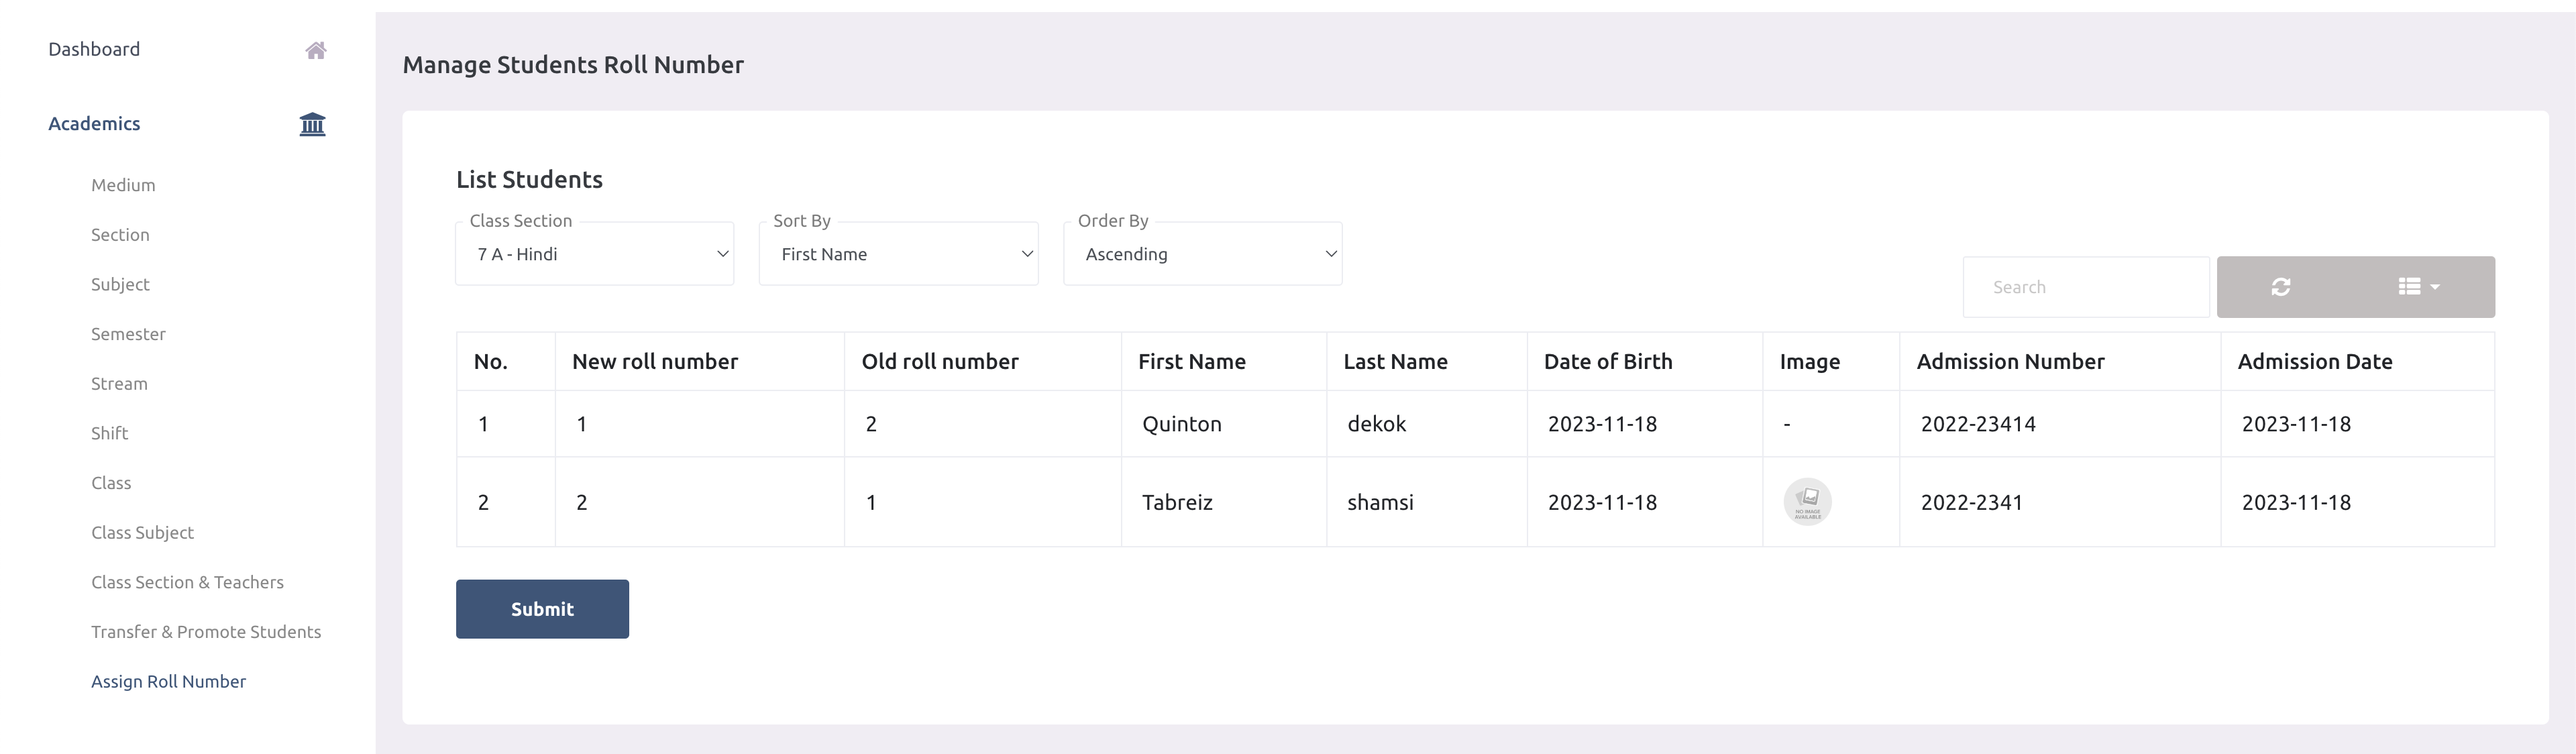 Dashboard
Academics
Medium
Section
Subject
Semester
Stream
Shift
Class
Class Subject
Class Section & Teachers
Transfer & Promote Students
Assign Roll Number
Manage Students Roll Number
List Students
Class Section
7 A - Hindi
Sort By
First Name
Order By
Ascending
Search
No. New roll number Old roll number First Name Last Name Date of Birth Image Admission Number Admission Date
1 1 2 Quinton dekok 2023-11-18 - 2022-23414 2023-11-18
2 2 1 Tabreiz shamsi 2023-11-18 NO IMAGE AVAILABLE 2022-2341 2023-11-18
Submit